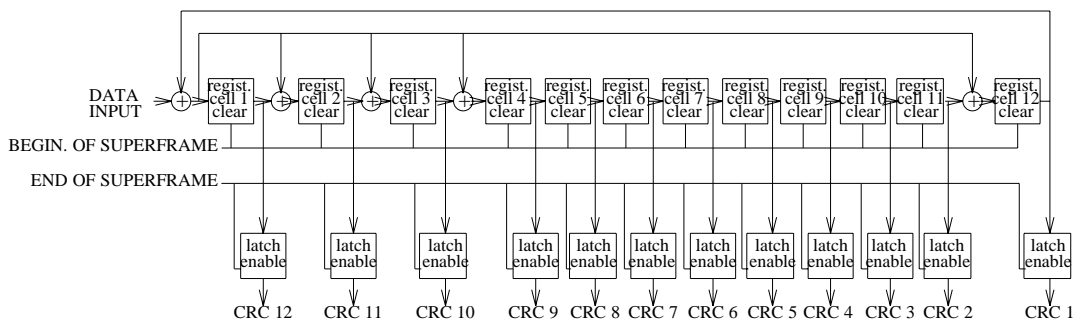 regist. regist. regist. regist. regist. regist. regist. regist. regist. regist. regist. regist.
DATA cell 1 cell 2 cell 3 cell 4 cell 5 cell 6 cell 7 cell 8 cell 9 cell 10 cell 11 cell 12
INPUT clear clear clear clear clear clear clear clear clear clear clear clear
BEGIN. OF SUPERFRAME
END OF SUPERFRAME
latch latch latch latch latch latch latch latch latch latch latch latch
enable enable enable enable enable enable enable enable enable enable enable enable
CRC 12 CRC 11 CRC 10 CRC 9 CRC 8 CRC 7 CRC 6 CRC 5 CRC 4 CRC 3 CRC 2 CRC 1